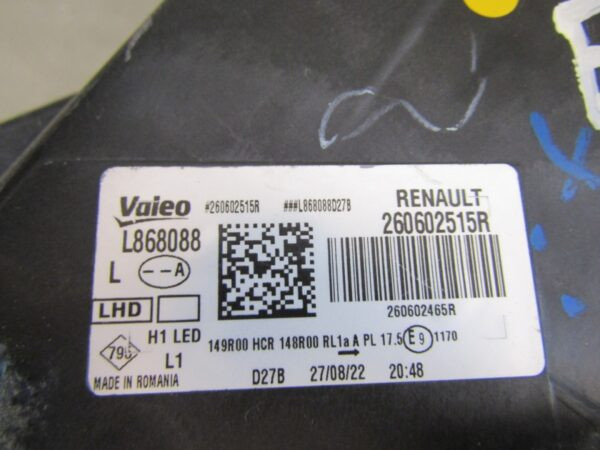 Valeo #260602515R ###L868088D27B RENAULT
L868088 260602515R
L --A
LHD 260602465R
H1 LED 149R00 HCR 148R00 RL1a A PL 17.5 E9 1170
L1
MADE IN ROMANIA D27B 27/08/22 20:48